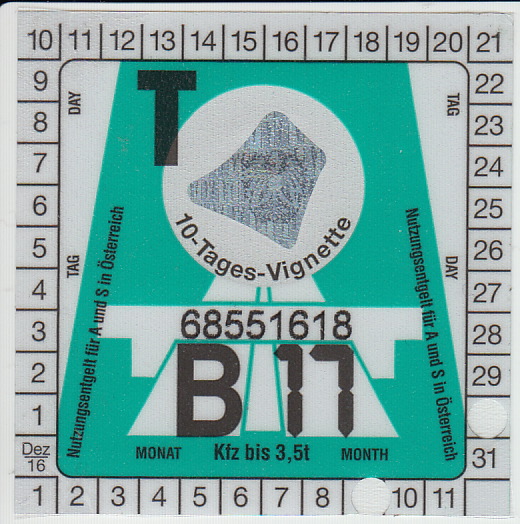 10 11 12 13 14 15 16 17 18 19 20 21
9 DAY T TAG 22
8 23
7 24
6 25
5 26
4 27
3 28
2 29
1
Dez 16 31
1 2 3 4 5 6 7 8 10 11
TAG
DAY
Nutzungsentgelt für A und S in Österreich
Nutzungsentgelt für A und S in Österreich
10-Tages-Vignette
68551618
B 17
MONAT Kfz bis 3,5t MONTH